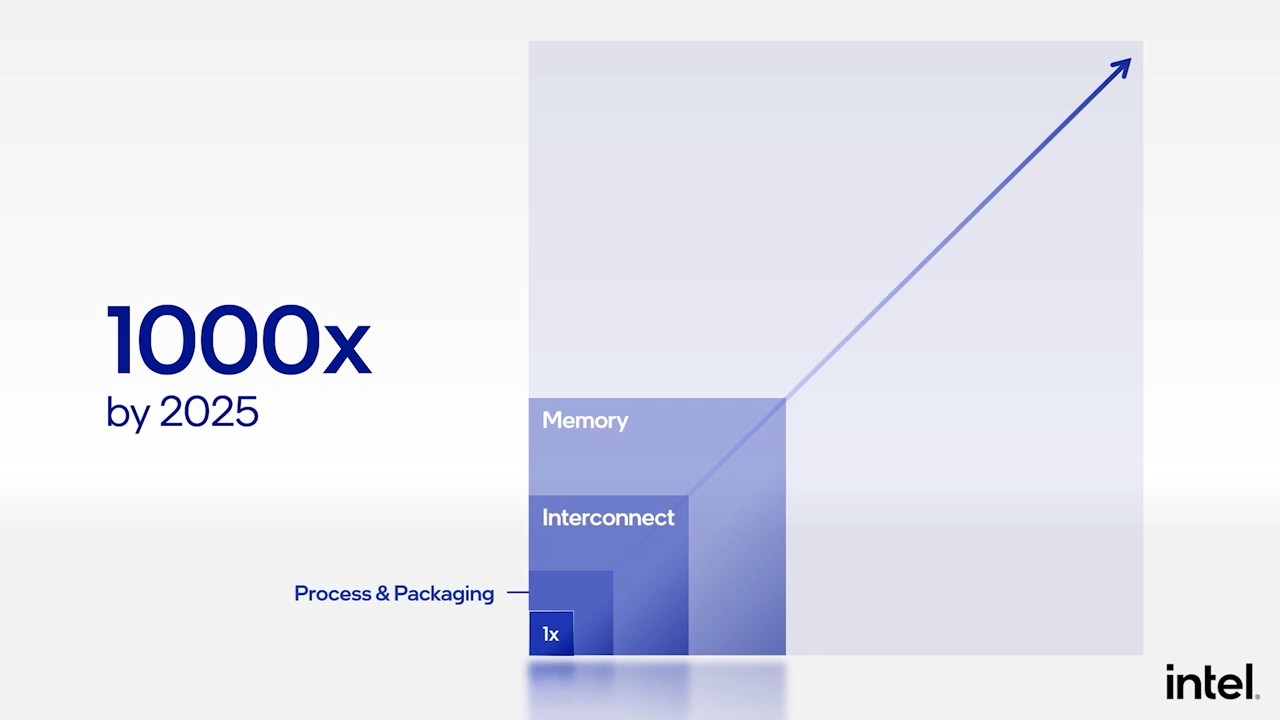 1000x
by 2025
Memory
Interconnect
Process & Packaging
1x
intel.